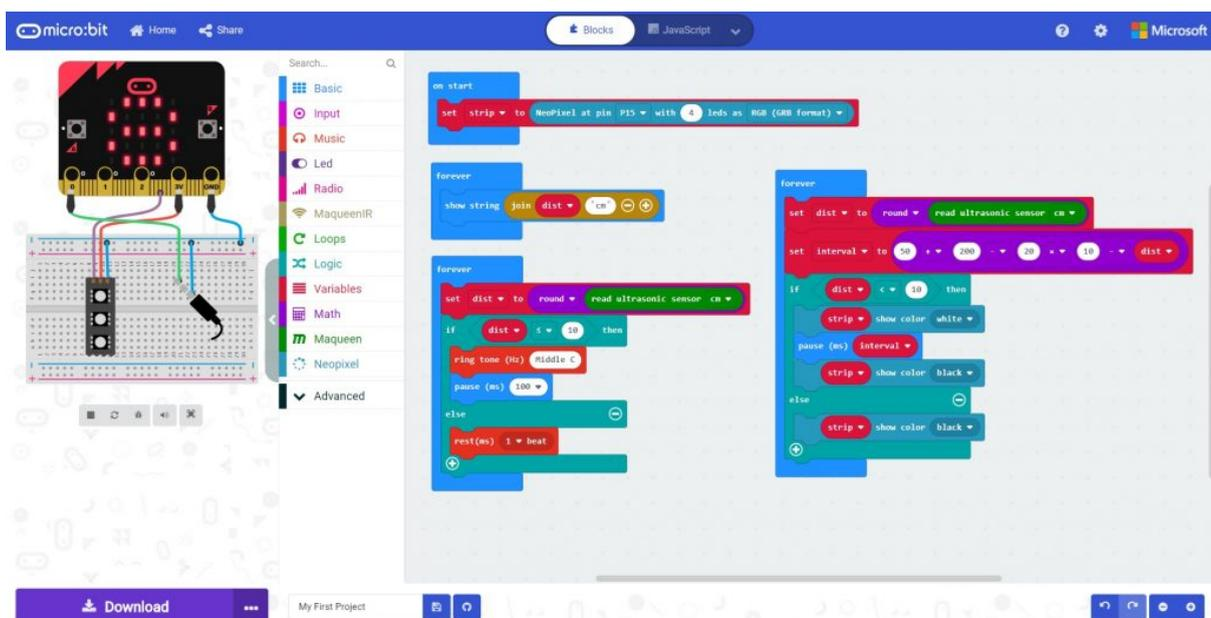 micro:bit Home Share Blocks JavaScript Microsoft
0 1 2 3V GND
Search...
Basic
Input
Music
Led
Radio
MaqueenIR
Loops
Logic
Variables
Math
Maqueen
Neopixel
Advanced
on start
set strip to NeoPixel at pin P15 with 4 leds as RGB (GRB format)
forever
show string join dist "cm"
forever
set dist to round read ultrasonic sensor cm
if dist ≤ 10 then
ring tone (Hz) Middle C
pause (ms) 100
else
rest(ms) 1 beat
forever
set dist to round read ultrasonic sensor cm
set interval to 50 + 200 - 20 × 10 - dist
if dist < 10 then
strip show color white
pause (ms) interval
strip show color black
else
strip show color black
Download ... My First Project